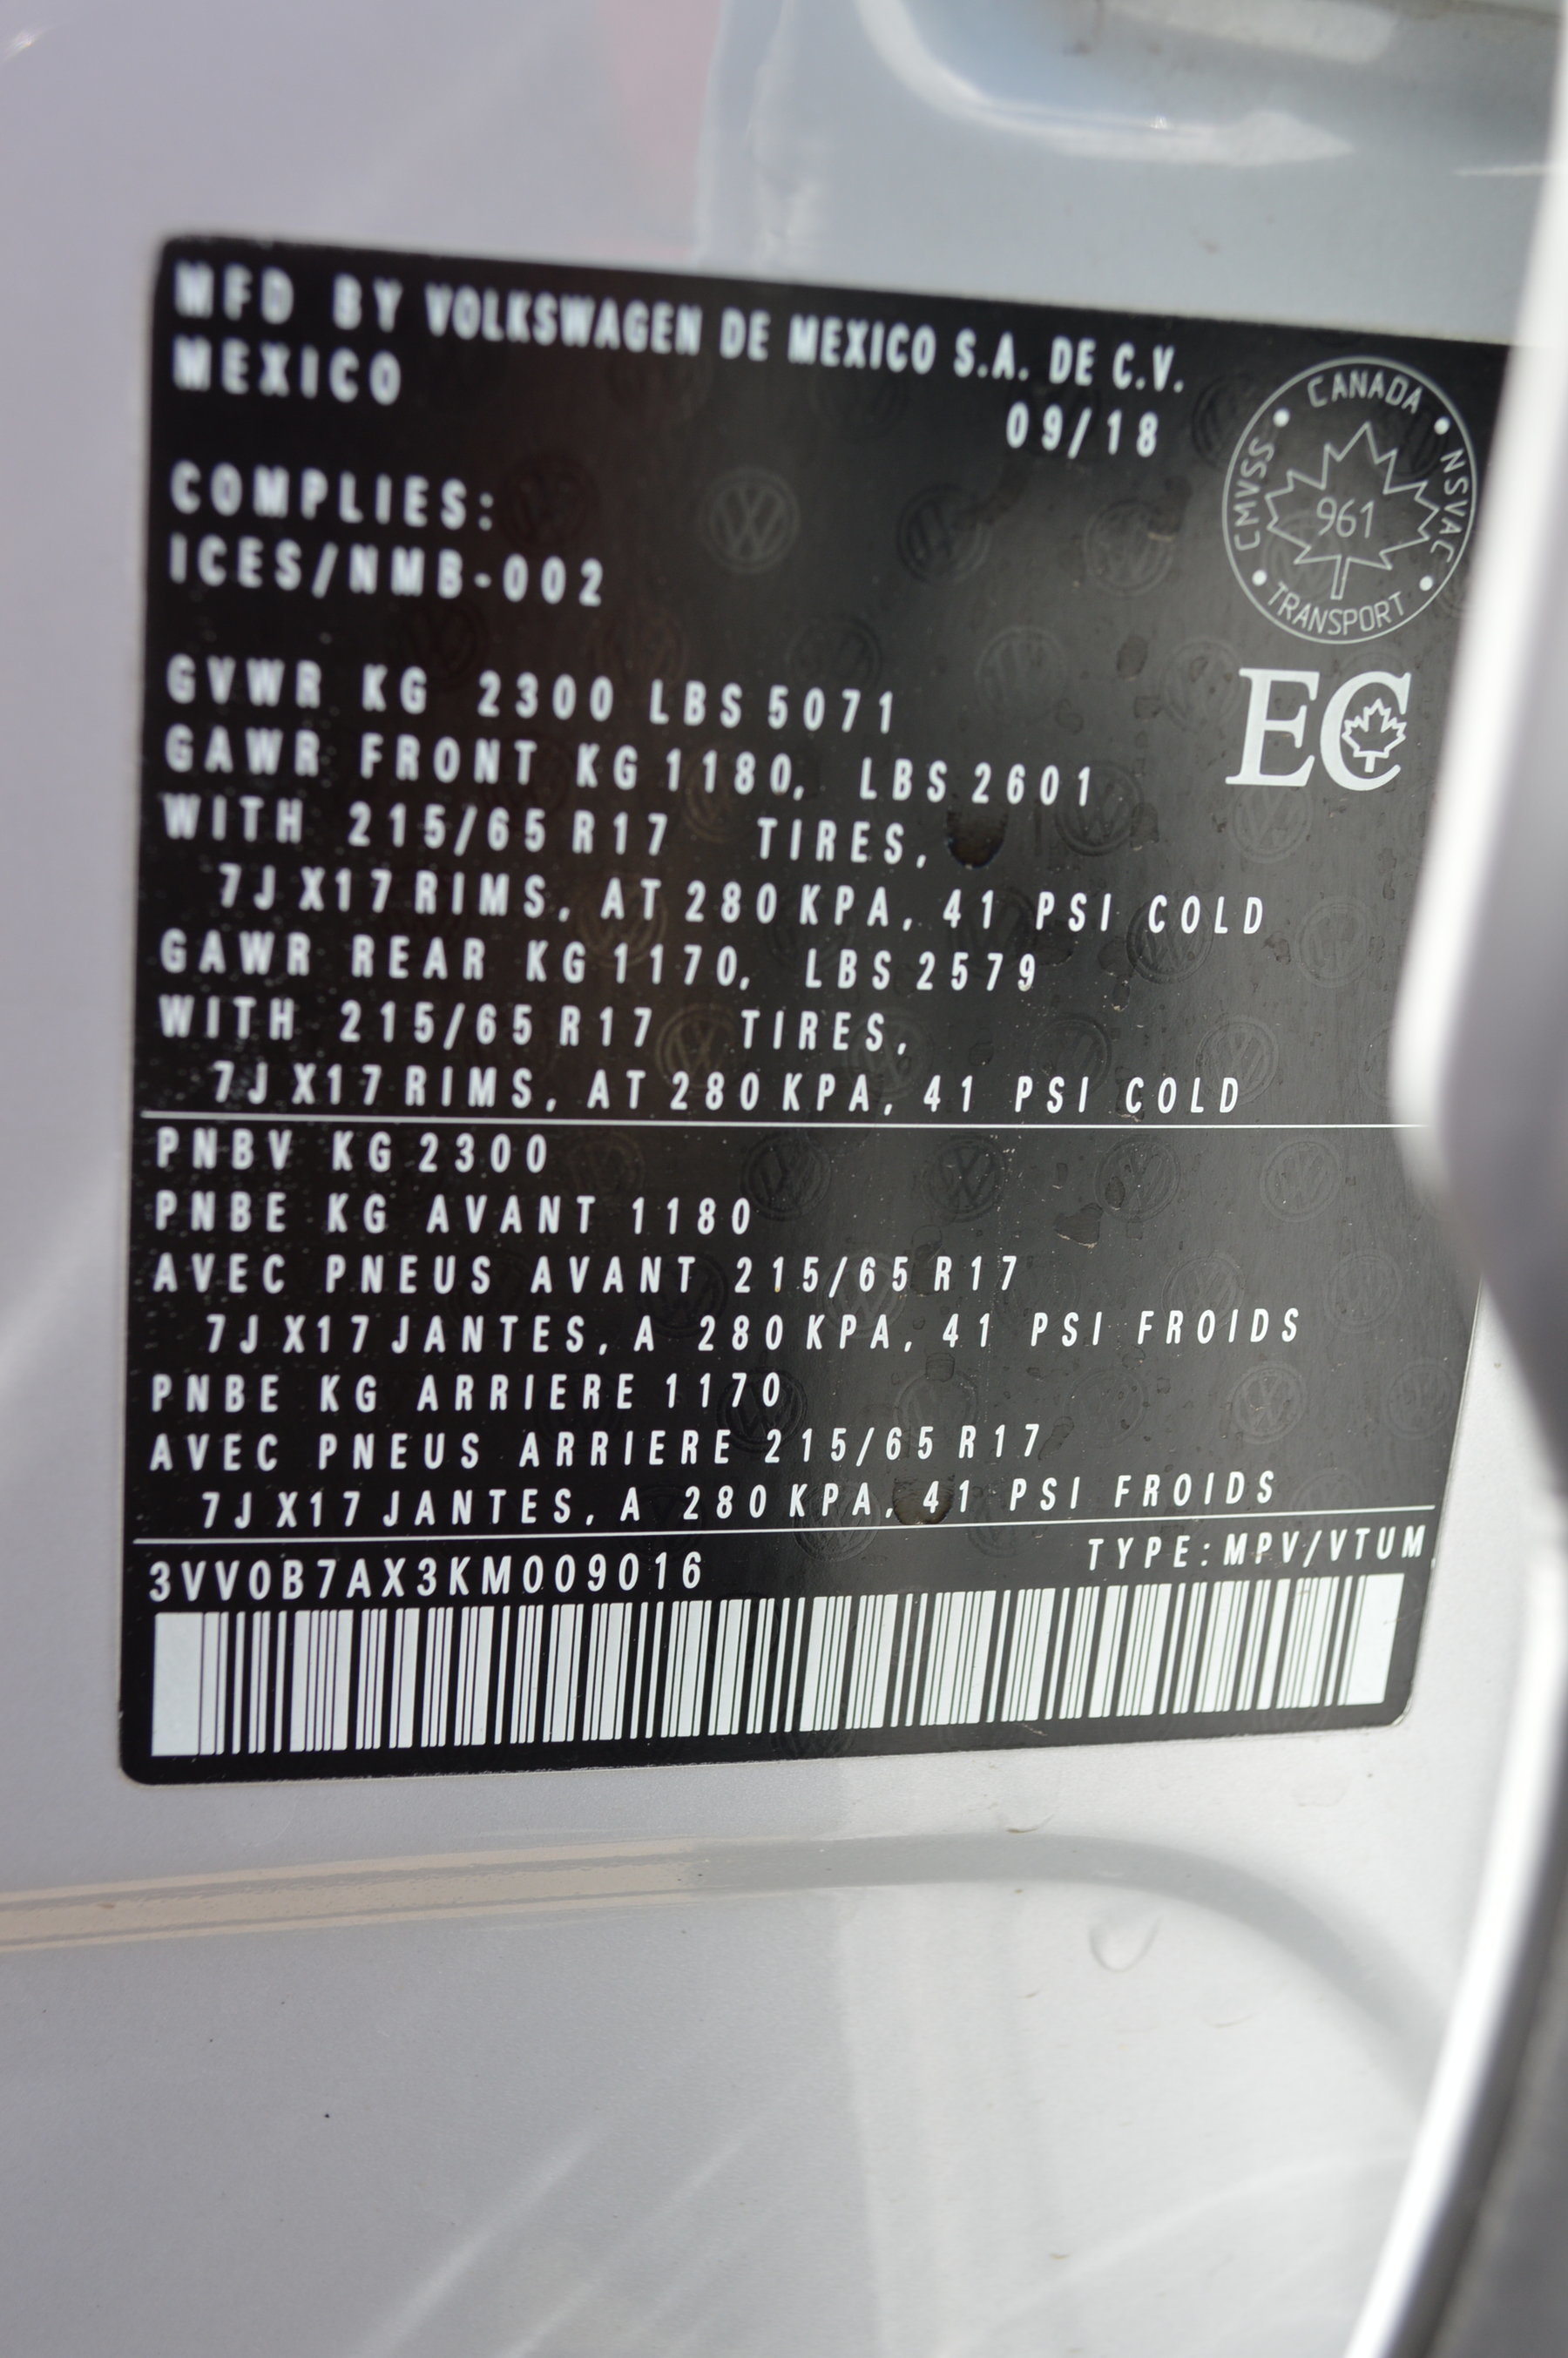 MFD BY VOLKSWAGEN DE MEXICO S.A. DE C.V.
MEXICO
09/18
CANADA
CMVSS
NSVAC
961
TRANSPORT
COMPLIES:
ICES/NMB-002
EC
GVWR KG 2300 LBS 5071
GAWR FRONT KG 1180, LBS 2601
WITH 215/65 R17 TIRES,
7J X17 RIMS, AT 280 KPA, 41 PSI COLD
GAWR REAR KG 1170, LBS 2579
WITH 215/65 R17 TIRES,
7J X17 RIMS, AT 280 KPA, 41 PSI COLD
PNBV KG 2300
PNBE KG AVANT 1180
AVEC PNEUS AVANT 215/65 R17
7J X17 JANTES, A 280 KPA, 41 PSI FROIDS
PNBE KG ARRIERE 1170
AVEC PNEUS ARRIERE 215/65 R17
7J X17 JANTES, A 280 KPA, 41 PSI FROIDS
3VV0B7AX3KM009016
TYPE: MPV/VTUM